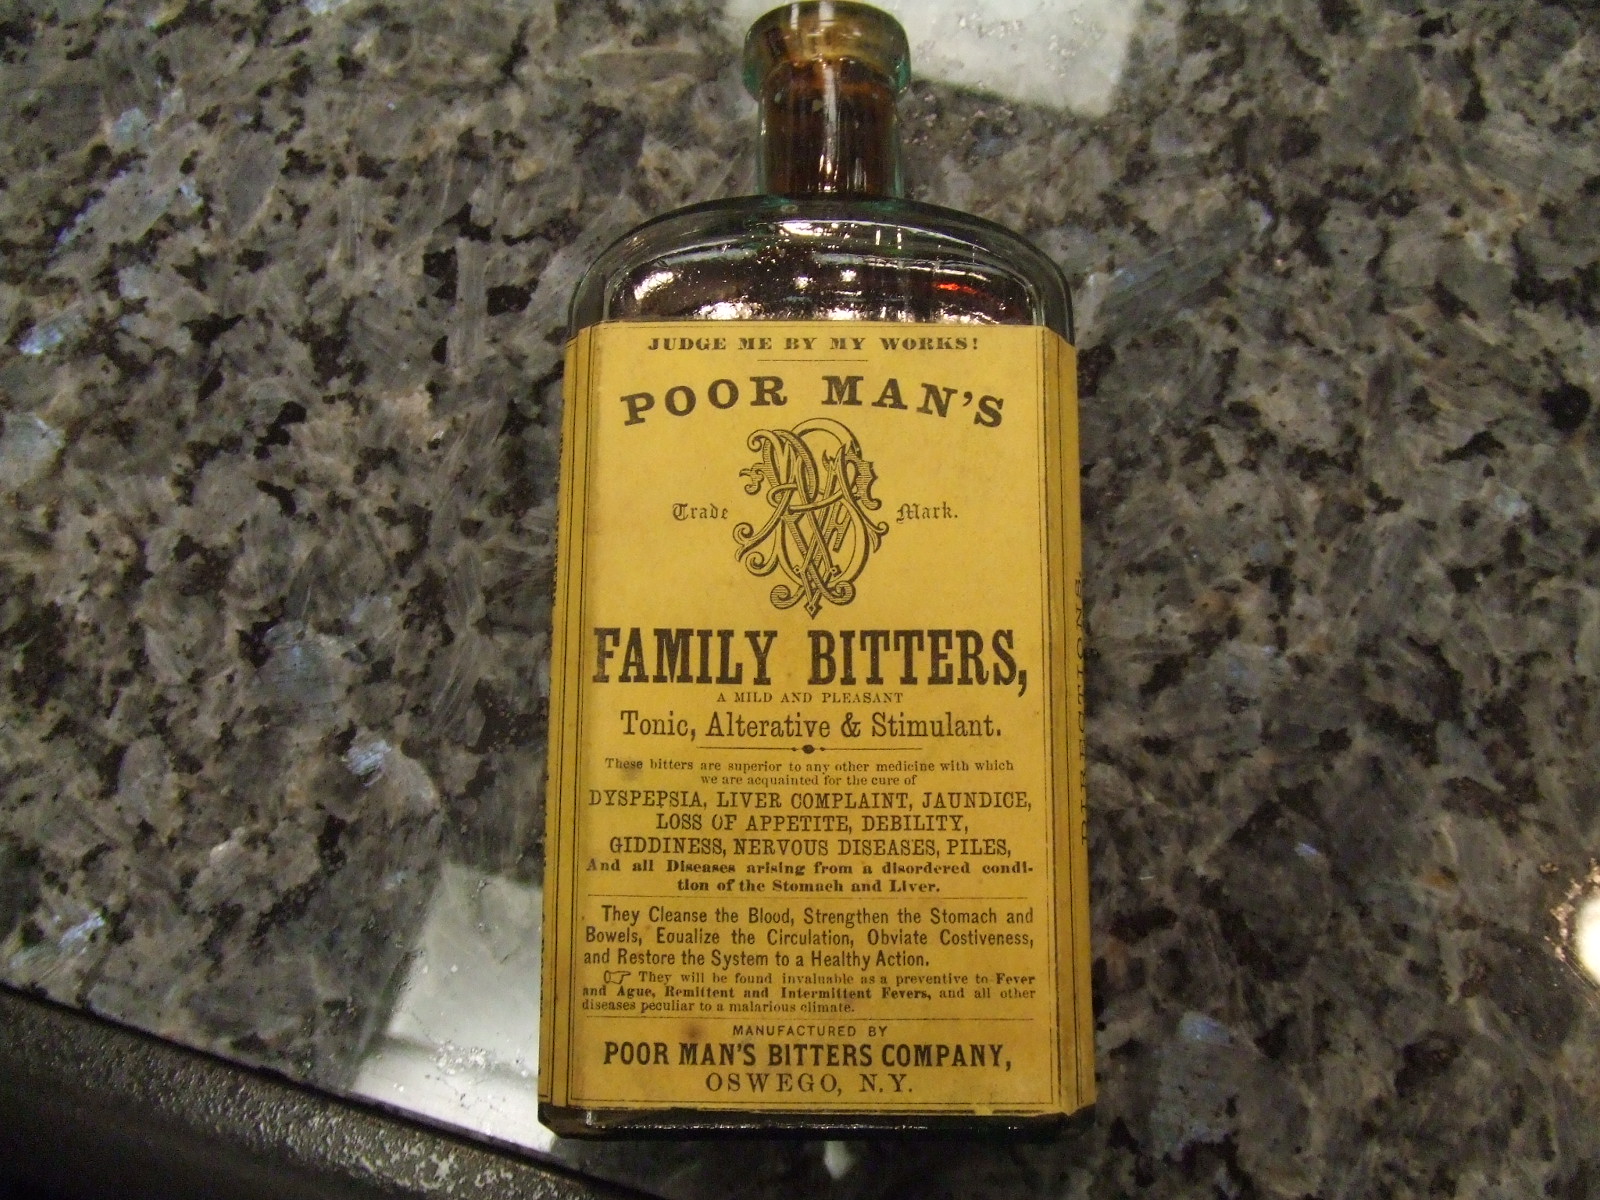 JUDGE ME BY MY WORKS!
POOR MAN'S
Trade Mark.
FAMILY BITTERS,
A MILD AND PLEASANT
Tonic, Alterative & Stimulant.
These bitters are superior to any other medicine with which
we are acquainted for the cure of
DYSPEPSIA, LIVER COMPLAINT, JAUNDICE,
LOSS OF APPETITE, DEBILITY,
GIDDINESS, NERVOUS DISEASES, PILES,
And all Diseases arising from a disordered condi-
tion of the Stomach and Liver.
They Cleanse the Blood, Strengthen the Stomach and
Bowels, Equalize the Circulation, Obviate Costiveness,
and Restore the System to a Healthy Action.
They will be found invaluable as a preventive to Fever
and Ague, Remittent and Intermittent Fevers, and all other
diseases peculiar to a malarious climate.
MANUFACTURED BY
POOR MAN'S BITTERS COMPANY,
OSWEGO, N.Y.
DIRECTIONS.